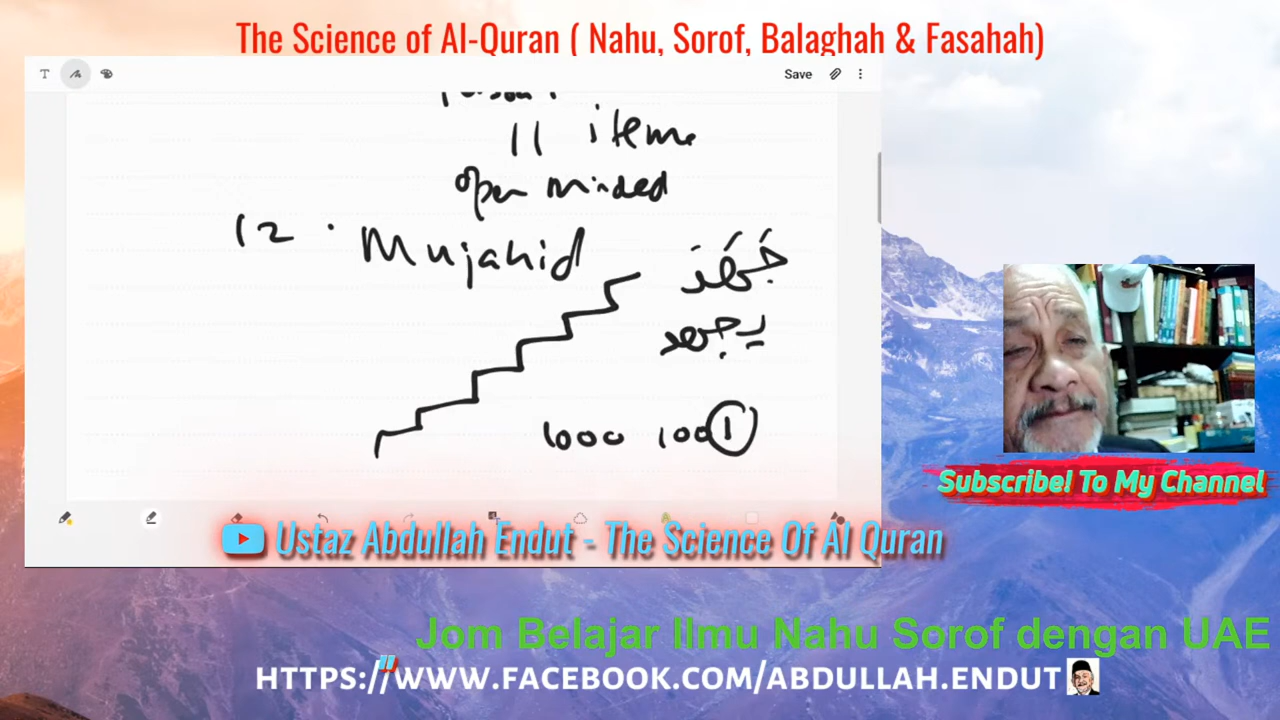 The Science of Al-Quran ( Nahu, Sorof, Balaghah & Fasahah)
T Save
11 items
open minded
12 . Mujahid
جَهَدَ
يجهد
1000 1001
Subscribe! To My Channel
Ustaz Abdullah Endut - The Science Of Al Quran
Jom Belajar Ilmu Nahu Sorof dengan UAE
HTTPS://WWW.FACEBOOK.COM/ABDULLAH.ENDUT